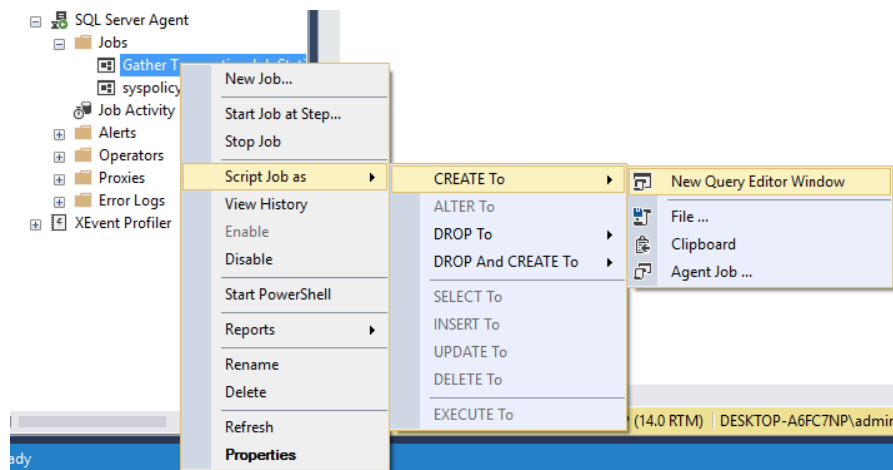 SQL Server Agent
Jobs
Gather
syspolicy
Job Activity
Alerts
Operators
Proxies
Error Logs
XEvent Profiler
New Job...
Start Job at Step...
Stop Job
Script Job as
View History
Enable
Disable
Start PowerShell
Reports
Rename
Delete
Refresh
Properties
CREATE To
ALTER To
DROP To
DROP And CREATE To
SELECT To
INSERT To
UPDATE To
DELETE To
EXECUTE To
New Query Editor Window
File ...
Clipboard
Agent Job ...
(14.0 RTM) DESKTOP-A6FC7NP\admin
ady